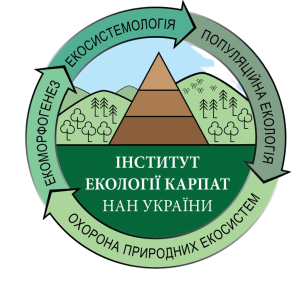 ЕКОСИСТЕМОЛОГІЯ
ПОПУЛЯЦІЙНА ЕКОЛОГІЯ
ОХОРОНА ПРИРОДНИХ ЕКОСИСТЕМ
ЕКОМОРФОГЕНЕЗ
ІНСТИТУТ
ЕКОЛОГІЇ КАРПАТ
НАН УКРАЇНИ